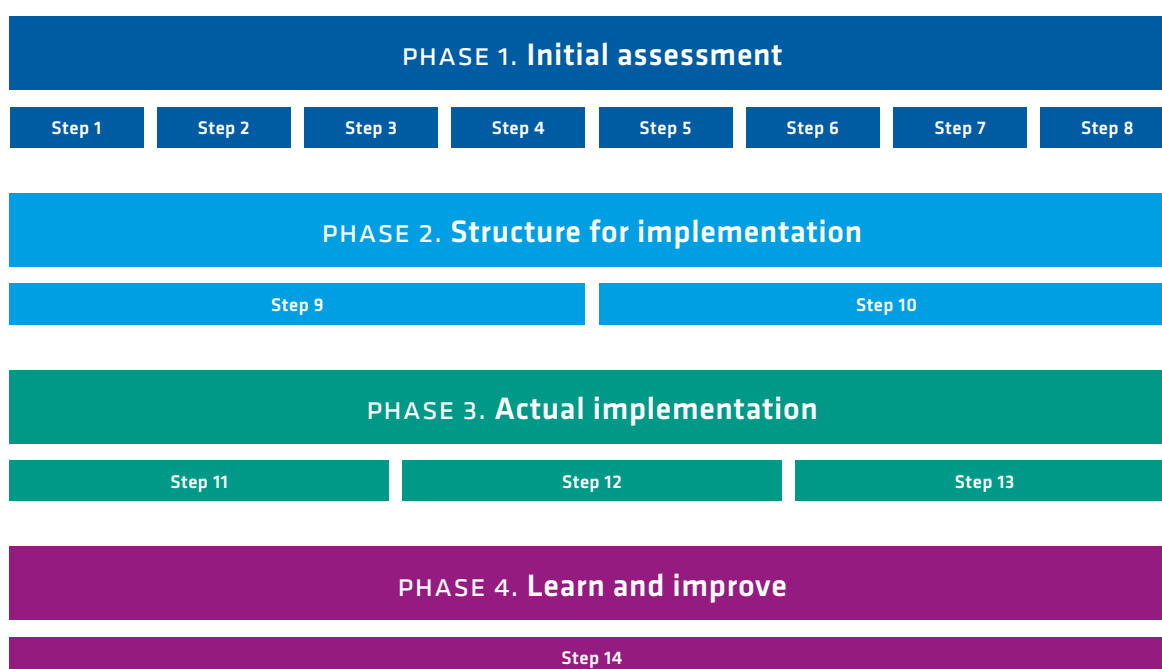 PHASE 1. Initial assessment
Step 1 Step 2 Step 3 Step 4 Step 5 Step 6 Step 7 Step 8
PHASE 2. Structure for implementation
Step 9 Step 10
PHASE 3. Actual implementation
Step 11 Step 12 Step 13
PHASE 4. Learn and improve
Step 14